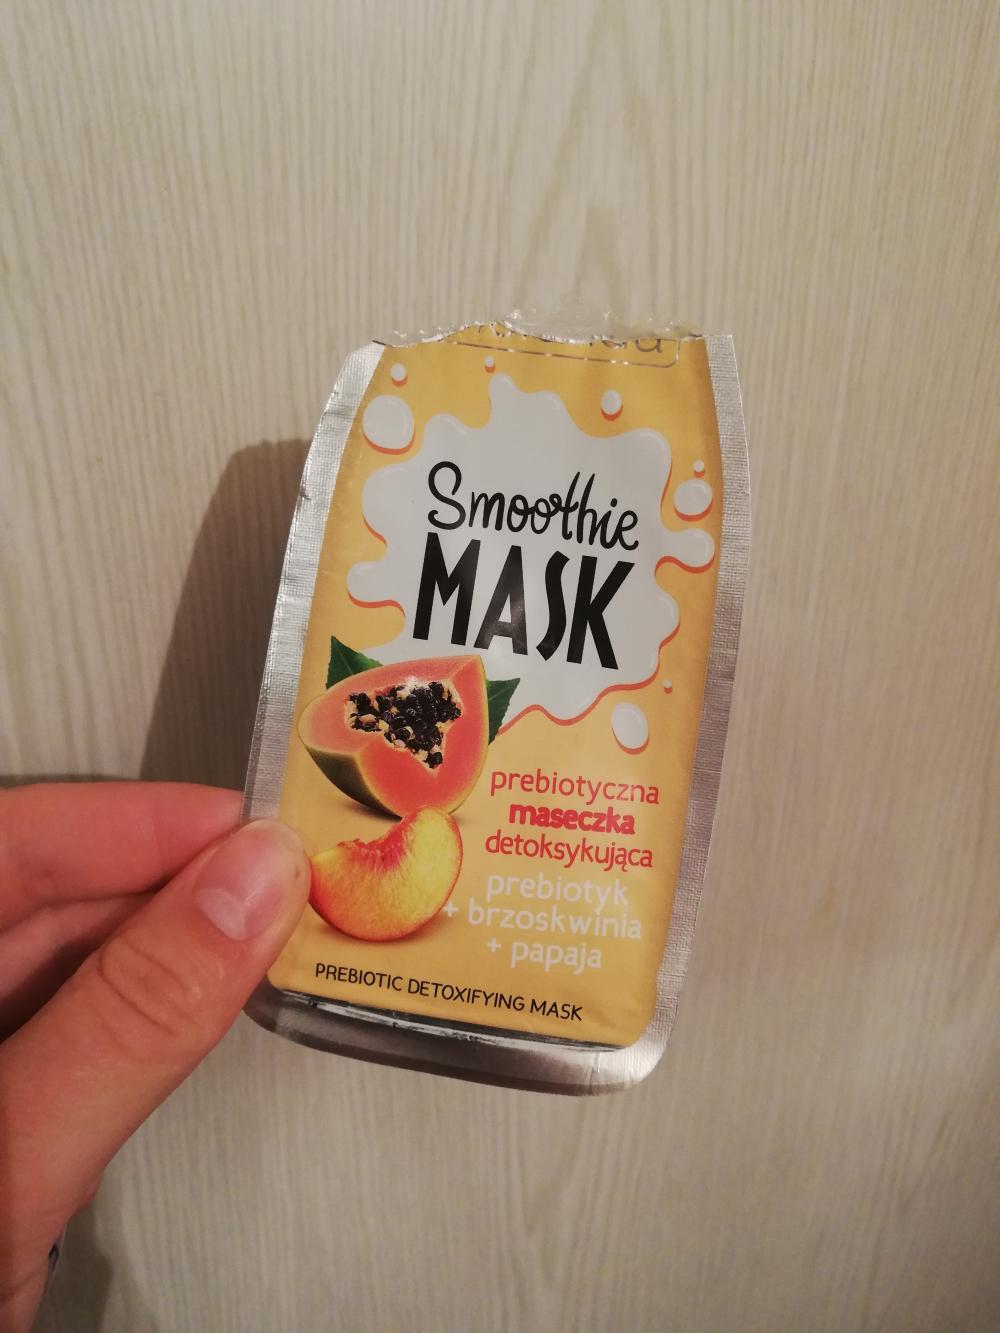 Smoothie
MASK
prebiotyczna
maseczka
detoksykująca
prebiotyk
+ brzoskwinia
+ papaja
PREBIOTIC DETOXIFYING MASK